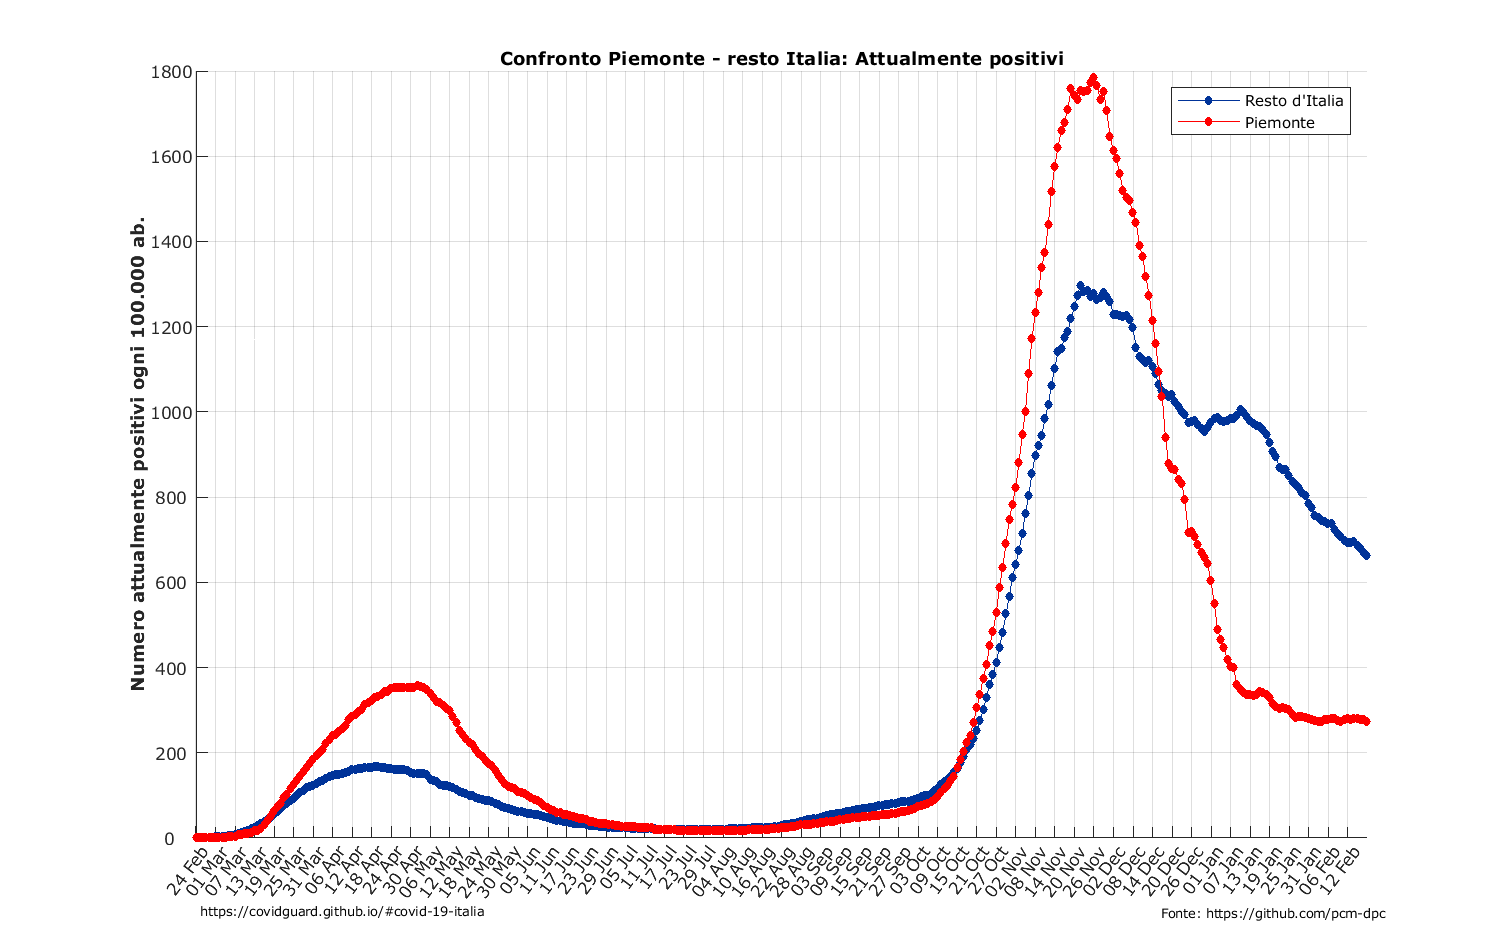 Confronto Piemonte - resto Italia: Attualmente positivi
Resto d'Italia
Piemonte
Numero attualmente positivi ogni 100.000 ab.
1800
1600
1400
1200
1000
800
600
400
200
0
24 Feb
01 Mar
07 Mar
13 Mar
19 Mar
25 Mar
31 Mar
06 Apr
12 Apr
18 Apr
24 Apr
30 Apr
06 May
12 May
18 May
24 May
30 May
05 Jun
11 Jun
17 Jun
23 Jun
29 Jun
05 Jul
11 Jul
17 Jul
23 Jul
29 Jul
04 Aug
10 Aug
16 Aug
22 Aug
28 Aug
03 Sep
09 Sep
15 Sep
21 Sep
27 Sep
03 Oct
09 Oct
15 Oct
21 Oct
27 Oct
02 Nov
08 Nov
14 Nov
20 Nov
26 Nov
02 Dec
08 Dec
14 Dec
20 Dec
26 Dec
01 Jan
07 Jan
13 Jan
19 Jan
25 Jan
31 Jan
06 Feb
12 Feb
https://covidguard.github.io/#covid-19-italia
Fonte: https://github.com/pcm-dpc